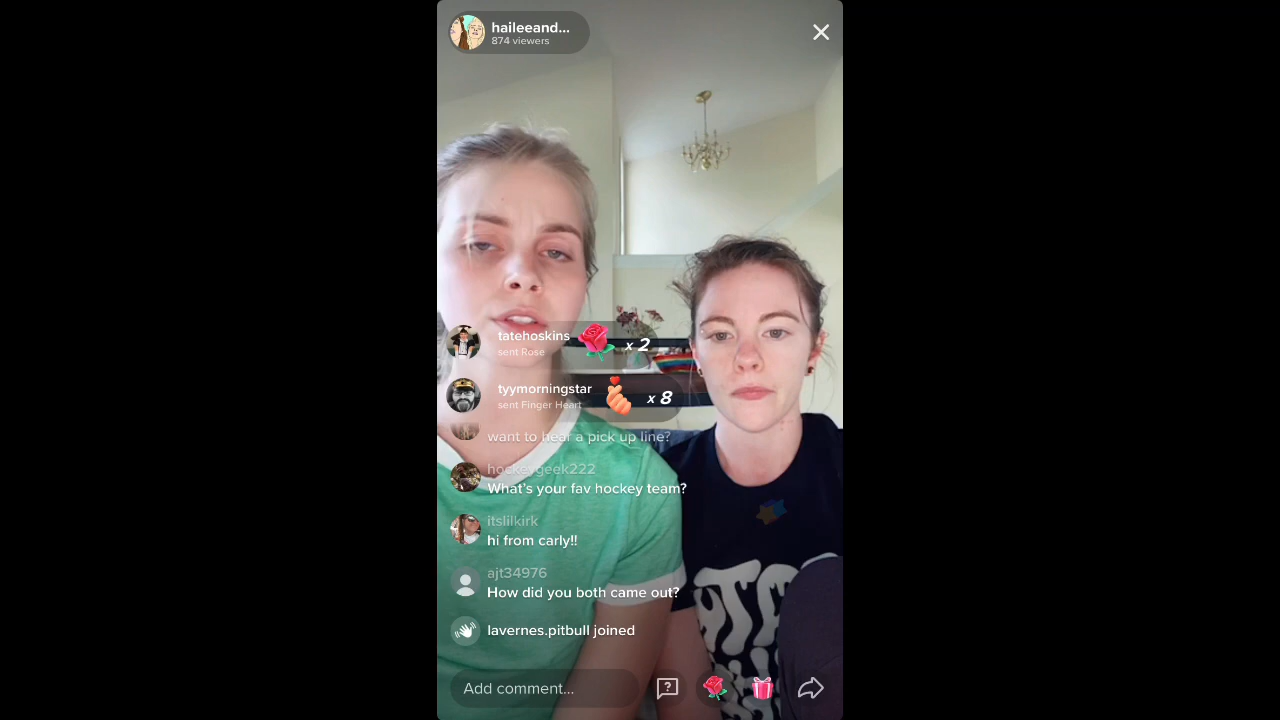 haileeand...
874 viewers
tatehoskins
sent Rose
x 2
tyymorningstar
sent Finger Heart
x 8
want to hear a pick up line?
hockeygeek222
What's your fav hockey team?
itslilkirk
hi from carly!!
ajt34976
How did you both came out?
lavernes.pitbull joined
Add comment...
?